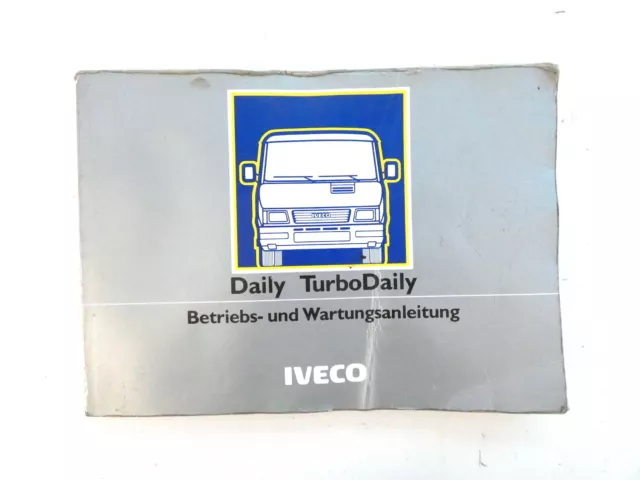 IVECO
Daily TurboDaily
Betriebs- und Wartungsanleitung
IVECO